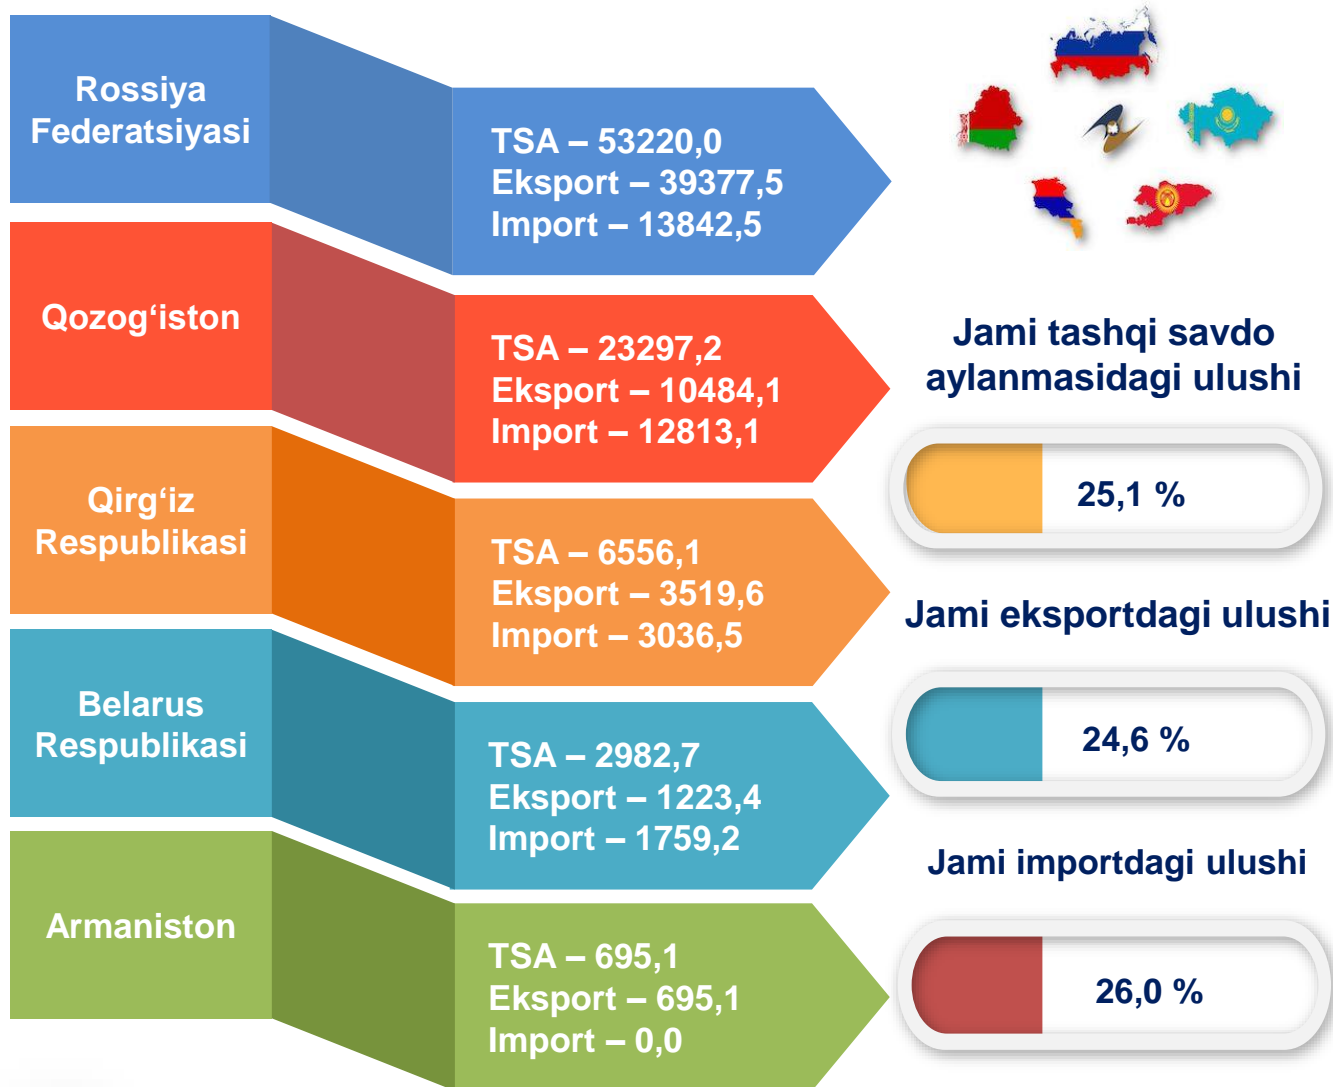 Rossiya
Federatsiyasi
TSA – 53220,0
Eksport – 39377,5
Import – 13842,5
Qozog‘iston
TSA – 23297,2
Eksport – 10484,1
Import – 12813,1
Qirg‘iz
Respublikasi
TSA – 6556,1
Eksport – 3519,6
Import – 3036,5
Belarus
Respublikasi
TSA – 2982,7
Eksport – 1223,4
Import – 1759,2
Armaniston
TSA – 695,1
Eksport – 695,1
Import – 0,0
Jami tashqi savdo
aylanmasidagi ulushi
25,1 %
Jami eksportdagi ulushi
24,6 %
Jami importdagi ulushi
26,0 %